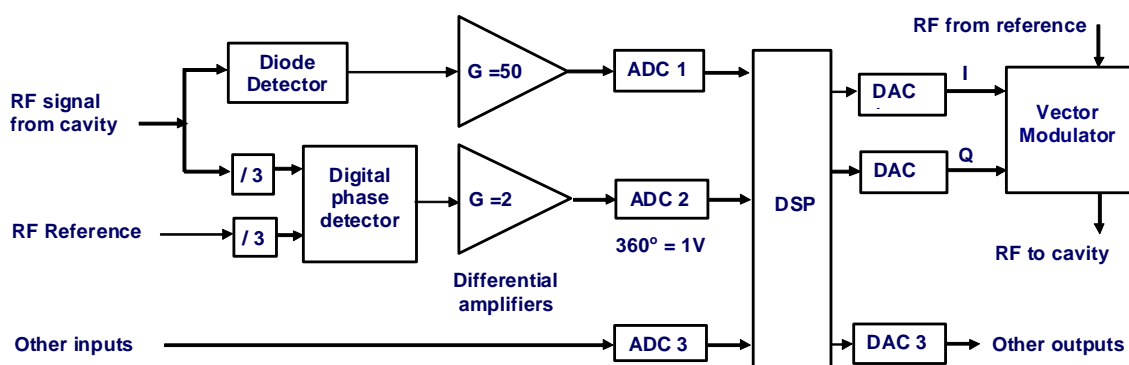 RF from reference
Diode
Detector
G =50
ADC 1
DAC
I
RF signal
from cavity
Vector
Modulator
/ 3
Digital
phase
detector
G =2
ADC 2
DSP
DAC
Q
RF Reference
/ 3
360º = 1V
RF to cavity
Differential
amplifiers
Other inputs
ADC 3
DAC 3
Other outputs